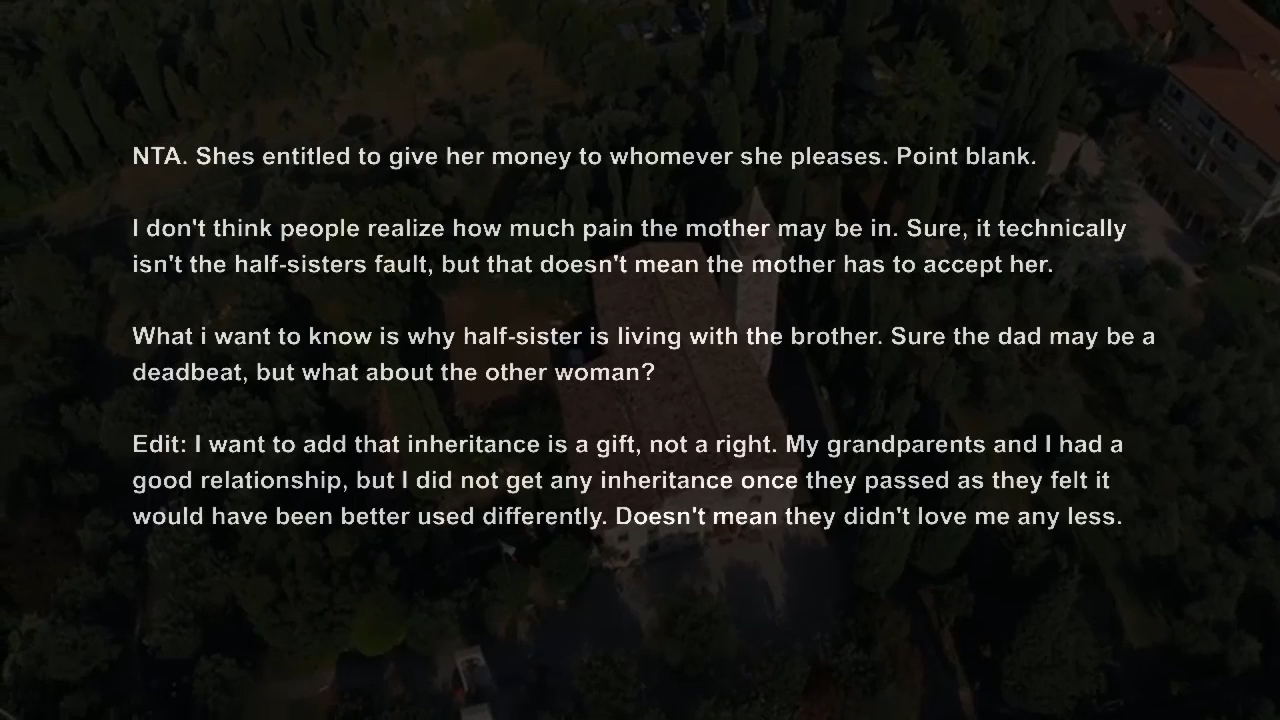 NTA. Shes entitled to give her money to whomever she pleases. Point blank.
I don't think people realize how much pain the mother may be in. Sure, it technically
isn't the half-sisters fault, but that doesn't mean the mother has to accept her.
What i want to know is why half-sister is living with the brother. Sure the dad may be a
deadbeat, but what about the other woman?
Edit: I want to add that inheritance is a gift, not a right. My grandparents and I had a
good relationship, but I did not get any inheritance once they passed as they felt it
would have been better used differently. Doesn't mean they didn't love me any less.